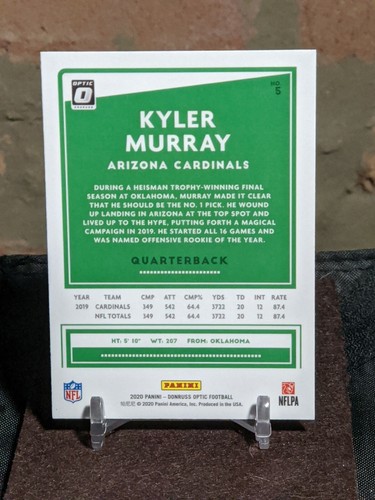 OPTIC
DONRUSS
NO.
5
KYLER
MURRAY
ARIZONA CARDINALS
DURING A HEISMAN TROPHY-WINNING FINAL
SEASON AT OKLAHOMA, MURRAY MADE IT CLEAR
THAT HE SHOULD BE THE NO. 1 PICK. HE WOUND
UP LANDING IN ARIZONA AT THE TOP SPOT AND
LIVED UP TO THE HYPE, PUTTING FORTH A MAGICAL
CAMPAIGN IN 2019. HE STARTED ALL 16 GAMES AND
WAS NAMED OFFENSIVE ROOKIE OF THE YEAR.
QUARTERBACK
YEAR TEAM CMP ATT CMP% YDS TD INT RATE
2019 CARDINALS 349 542 64.4 3722 20 12 87.4
NFL TOTALS 349 542 64.4 3722 20 12 87.4
HT: 5' 10" WT: 207 FROM: OKLAHOMA
NFL
PANINI
NFLPA
2020 PANINI - DONRUSS OPTIC FOOTBALL
© 2020 Panini America, Inc. Produced in the USA.